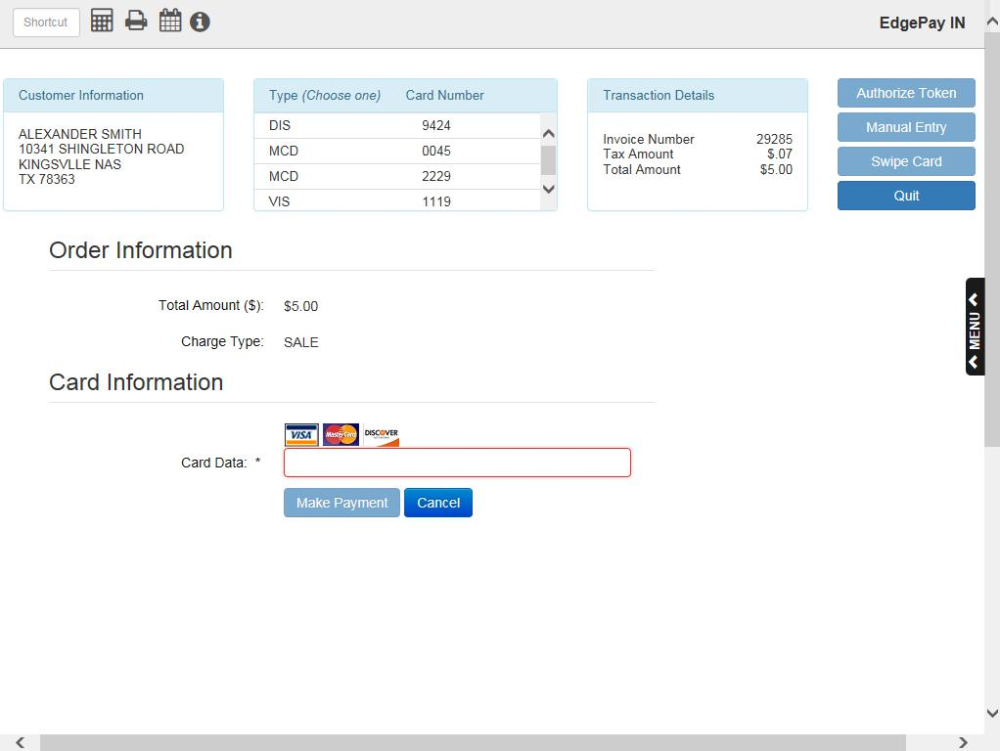 Shortcut
EdgePay IN
Customer Information
ALEXANDER SMITH
10341 SHINGLETON ROAD
KINGSVLLE NAS
TX 78363
Type (Choose one) Card Number
DIS 9424
MCD 0045
MCD 2229
VIS 1119
Transaction Details
Invoice Number 29285
Tax Amount $.07
Total Amount $5.00
Authorize Token
Manual Entry
Swipe Card
Quit
Order Information
Total Amount ($): $5.00
Charge Type: SALE
MENU
Card Information
VISA MasterCard DISCOVER
NETWORK
Card Data: *
Make Payment Cancel